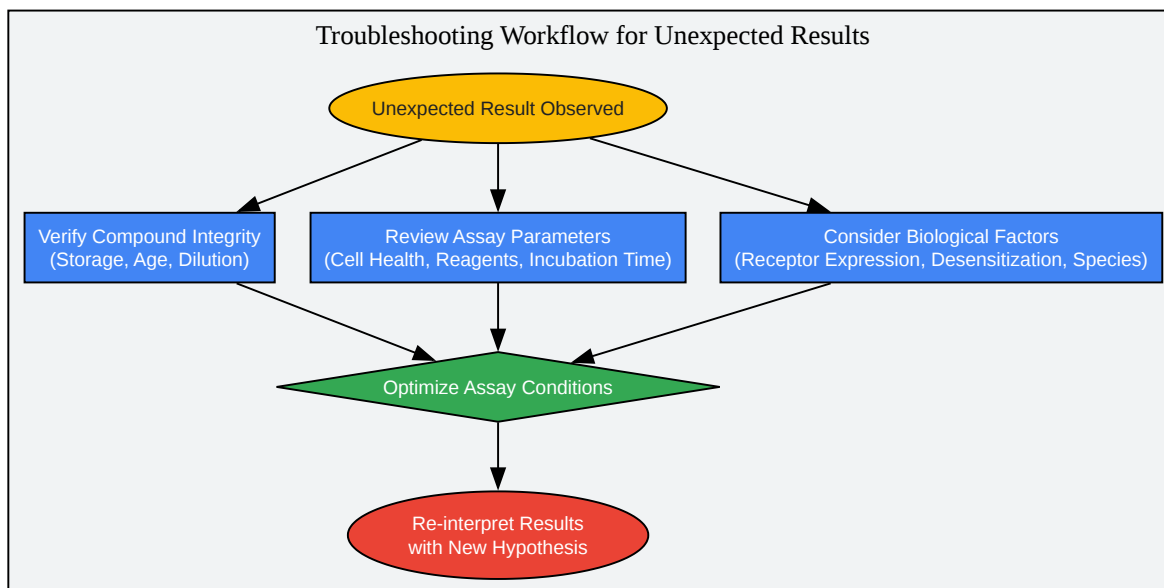 Troubleshooting Workflow for Unexpected Results
Unexpected Result Observed
Verify Compound Integrity
(Storage, Age, Dilution)
Review Assay Parameters
(Cell Health, Reagents, Incubation Time)
Consider Biological Factors
(Receptor Expression, Desensitization, Species)
Optimize Assay Conditions
Re-interpret Results
with New Hypothesis